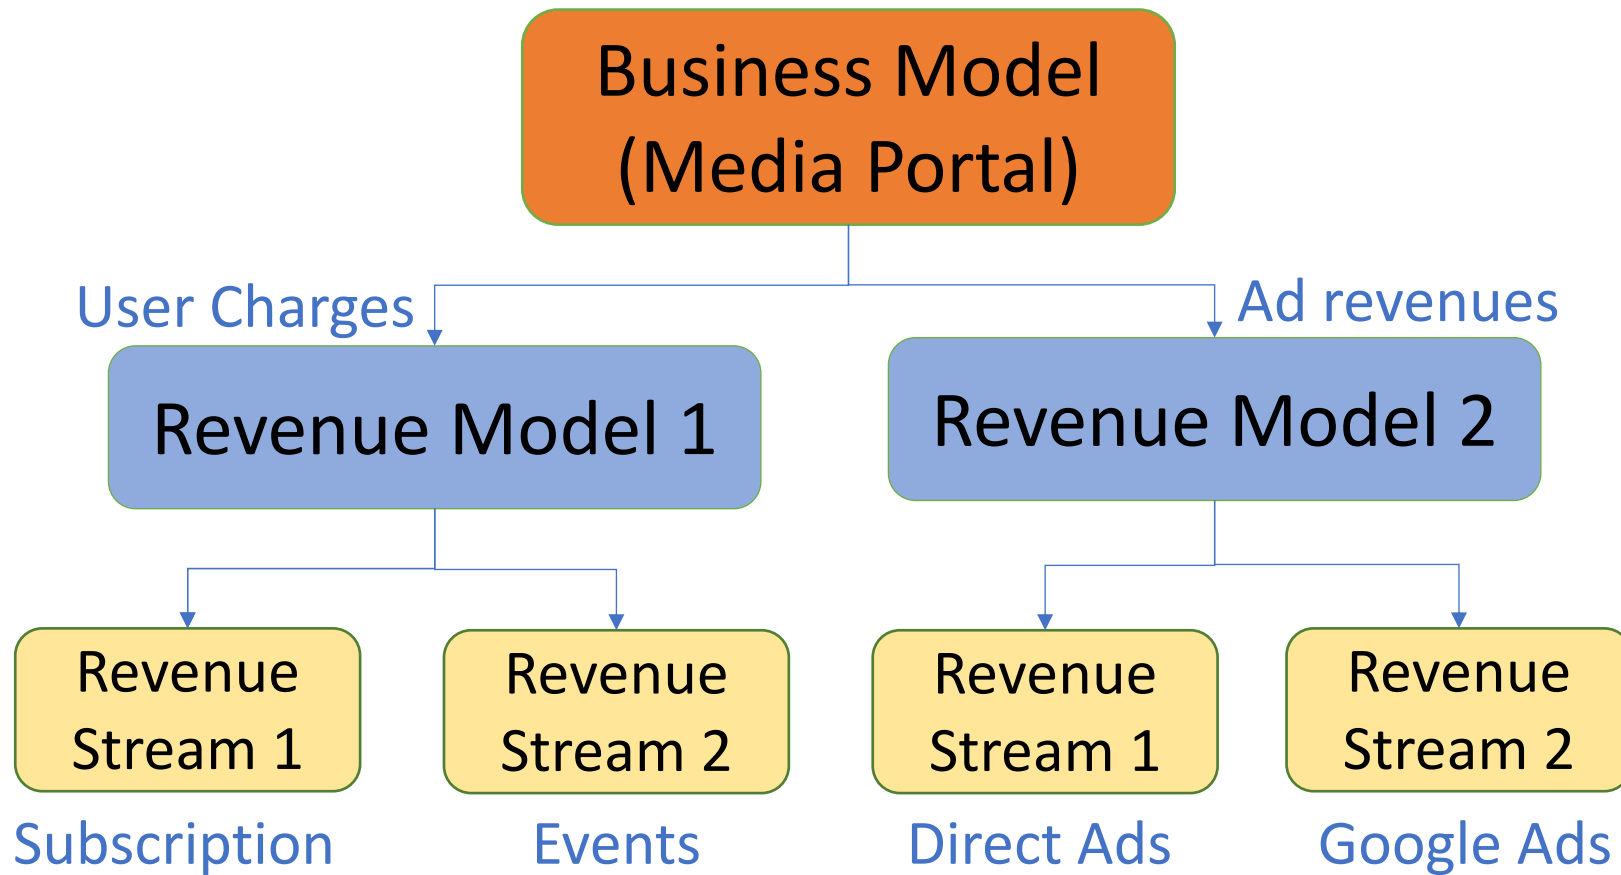 Business Model
(Media Portal)
User Charges
Ad revenues
Revenue Model 1
Revenue Model 2
Revenue
Stream 1
Revenue
Stream 2
Revenue
Stream 1
Revenue
Stream 2
Subscription
Events
Direct Ads
Google Ads